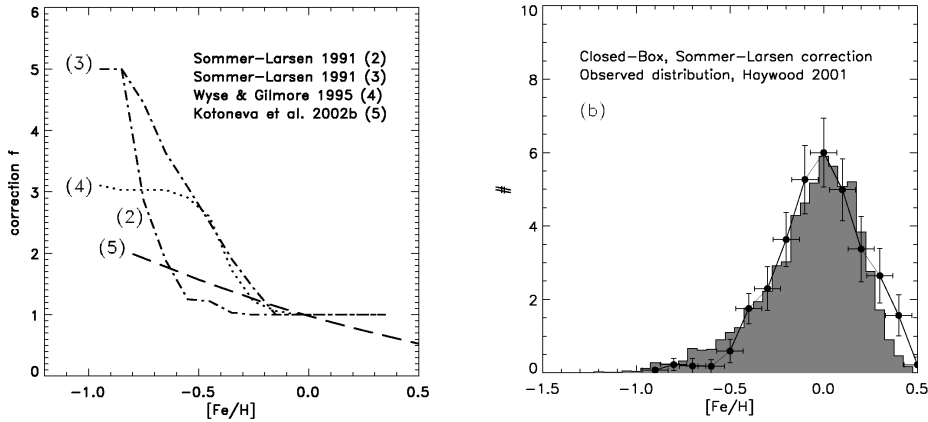 6
5
4
3
2
1
0
correction f
(3)
(4)
(2)
(5)
Sommer-Larsen 1991 (2)
Sommer-Larsen 1991 (3)
Wyse & Gilmore 1995 (4)
Kotoneva et al. 2002b (5)
-1.0 -0.5 0.0 0.5
[Fe/H]
10
8
6
4
2
0
#
Closed-Box, Sommer-Larsen correction
Observed distribution, Haywood 2001
(b)
-1.5 -1.0 -0.5 0.0 0.5
[Fe/H]